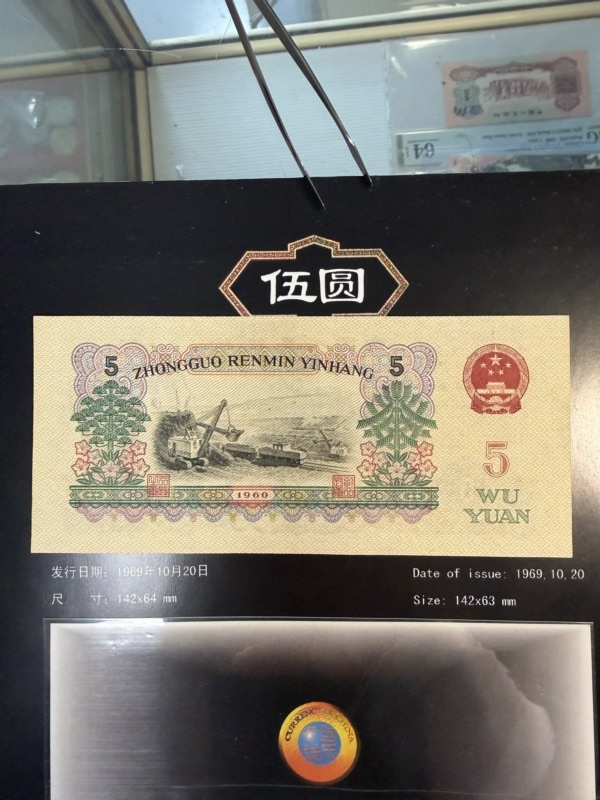 64
伍圆
5 ZHONGGUO RENMIN YINHANG 5
1960
5
WU
YUAN
发行日期: 1969年10月20日
Date of issue: 1969,10,20
尺 寸: 142x64 mm
Size: 142x63 mm